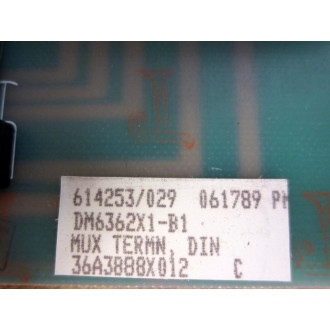 614253/029 061789 PM
DM6362X1-B1
MUX TERMN, DIN
36A3888X012 C